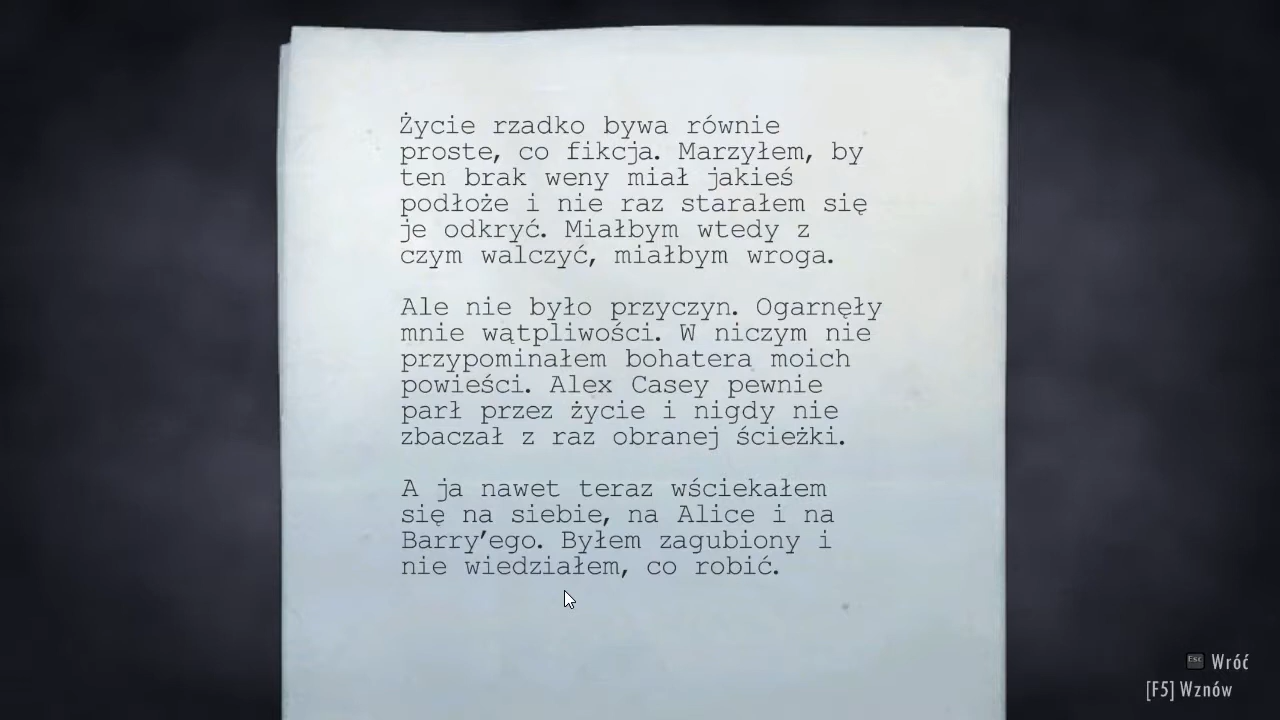 Życie rzadko bywa równie
proste, co fikcja. Marzyłem, by
ten brak weny miał jakieś
podłoże i nie raz starałem się
je odkryć. Miałbym wtedy z
czym walczyć, miałbym wroga.
Ale nie było przyczyn. Ogarnęły
mnie wątpliwości. W niczym nie
przypominałem bohatera moich
powieści. Alex Casey pewnie
parł przez życie i nigdy nie
zbaczał z raz obranej ścieżki.
A ja nawet teraz wściekałem
się na siebie, na Alice i na
Barry’ego. Byłem zagubiony i
nie wiedziałem, co robić.
Esc Wróć
[F5] Wznów